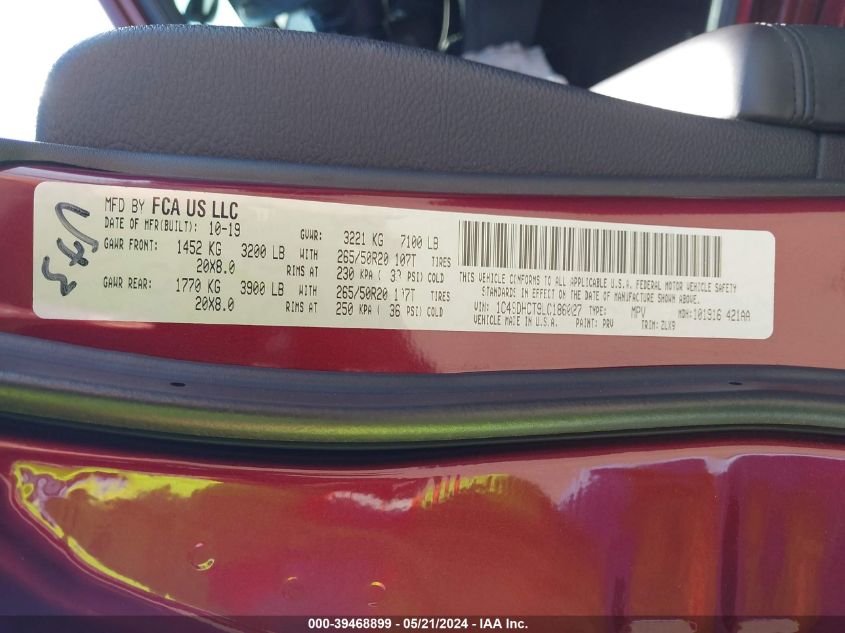 MFD BY FCA US LLC
DATE OF MFR(BUILT): 10-19
GVWR: 3221 KG 7100 LB
GAWR FRONT: 1452 KG 3200 LB WITH 265/50R20 107T TIRES
20X8.0 RIMS AT 230 KPA ( 33 PSI) COLD
GAWR REAR: 1770 KG 3900 LB WITH 265/50R20 107T TIRES
20X8.0 RIMS AT 250 KPA ( 36 PSI) COLD
THIS VEHICLE CONFORMS TO ALL APPLICABLE U.S.A. FEDERAL MOTOR VEHICLE SAFETY
STANDARDS IN EFFECT ON THE DATE OF MANUFACTURE SHOWN ABOVE.
VIN: TYPE: MPV MDH: 101916 421AA
VEHICLE MADE IN U.S.A. PAINT: PRV TRIM: ZLX9
000-39468899 / 05/21/2024 - IAA Inc.